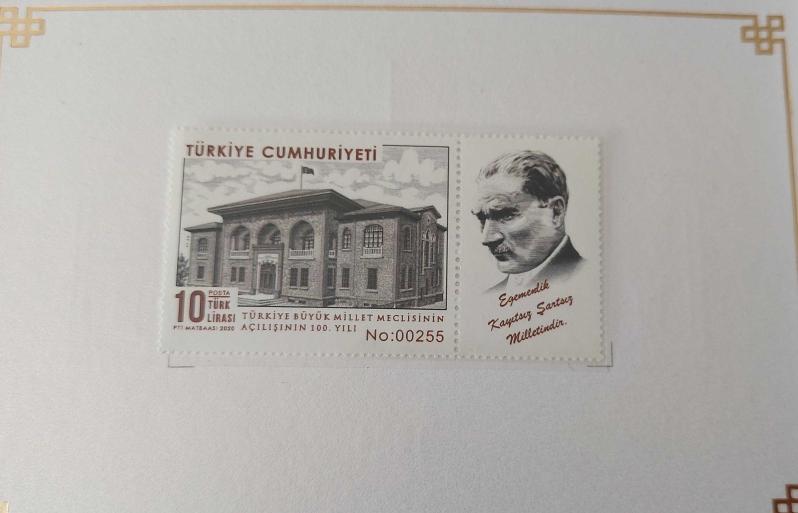 TÜRKİYE CUMHURİYETİ
10 POSTA
TÜRK
LİRASI
PTT MATBAASI 2020
TÜRKİYE BÜYÜK MİLLET MECLİSİNİN
AÇILIŞININ 100. YILI
No:00255
Egemenlik
Kayıtsız Şartsız
Milletindir.